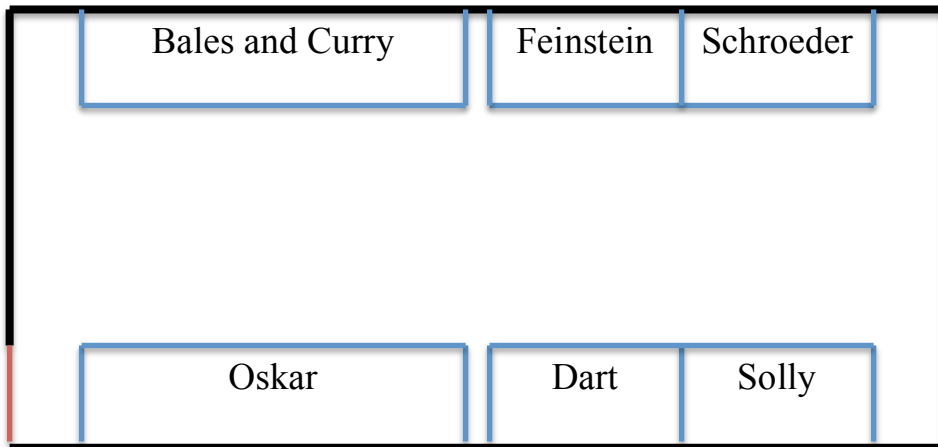 Bales and Curry
Feinstein
Schroeder
Oskar
Dart
Solly